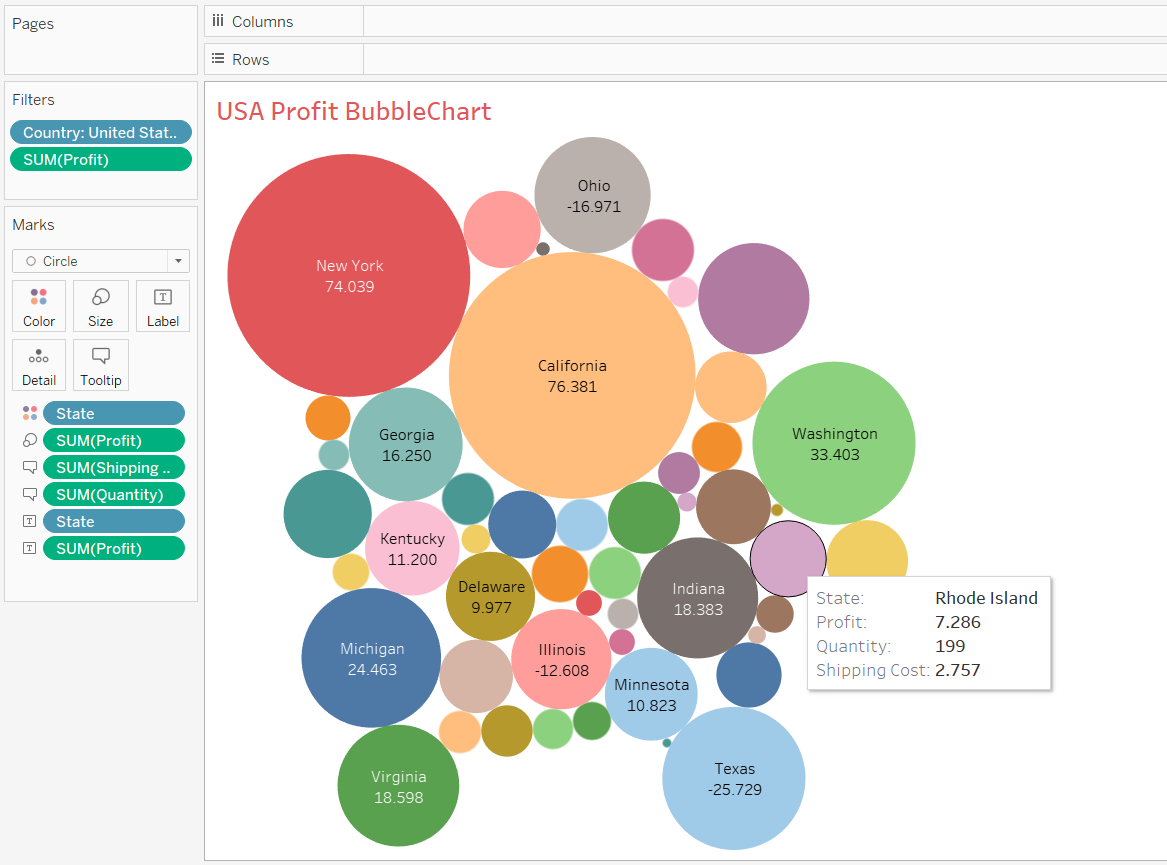 Pages
Columns
Rows
Filters
Country: United Stat..
SUM(Profit)
Marks
Circle
Color
Size
Label
Detail
Tooltip
State
SUM(Profit)
SUM(Shipping ..
SUM(Quantity)
State
SUM(Profit)
USA Profit BubbleChart
Ohio
-16.971
New York
74.039
California
76.381
Georgia
16.250
Washington
33.403
Kentucky
11.200
Delaware
9.977
Indiana
18.383
Michigan
24.463
Illinois
-12.608
Minnesota
10.823
Virginia
18.598
Texas
-25.729
State: Rhode Island
Profit: 7.286
Quantity: 199
Shipping Cost: 2.757